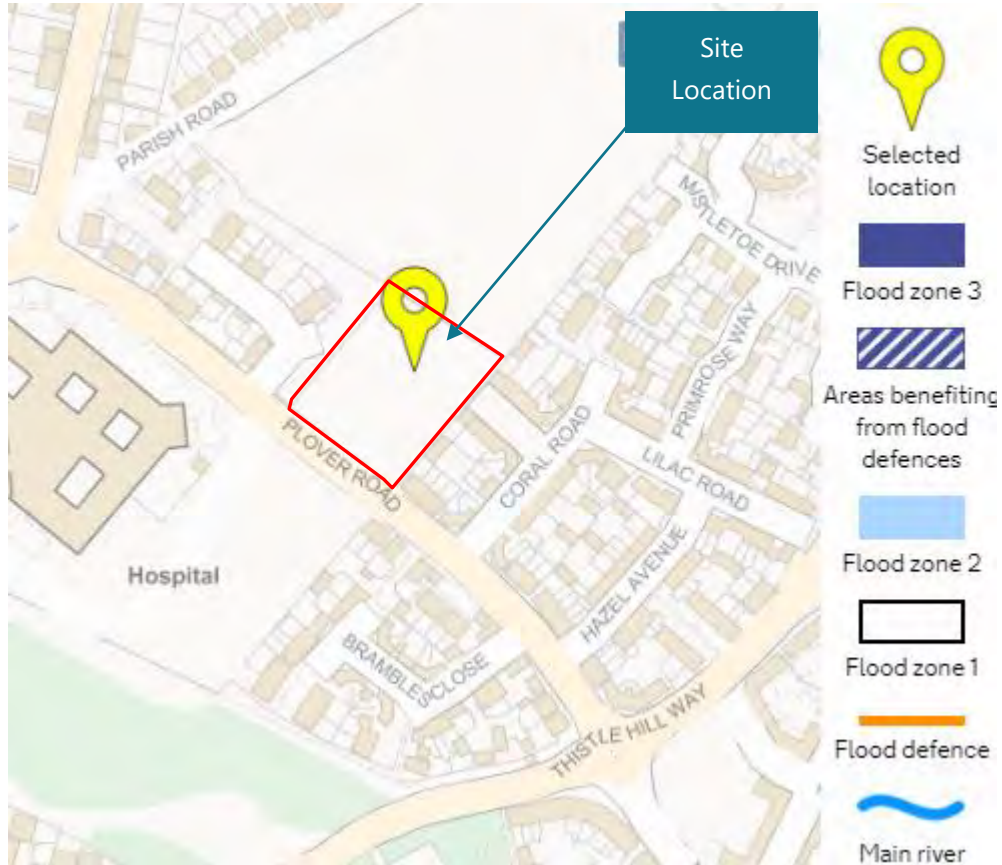 Site
Location
PARISH ROAD
MISTLETOE DRIVE
PRIMROSE WAY
CORAL ROAD
LILAC ROAD
PLOVER ROAD
HAZEL AVENUE
Hospital
BRAMBLES CLOSE
THISTLE HILL WAY
Selected
location
Flood zone 3
Areas benefiting
from flood
defences
Flood zone 2
Flood zone 1
Flood defence
Main river